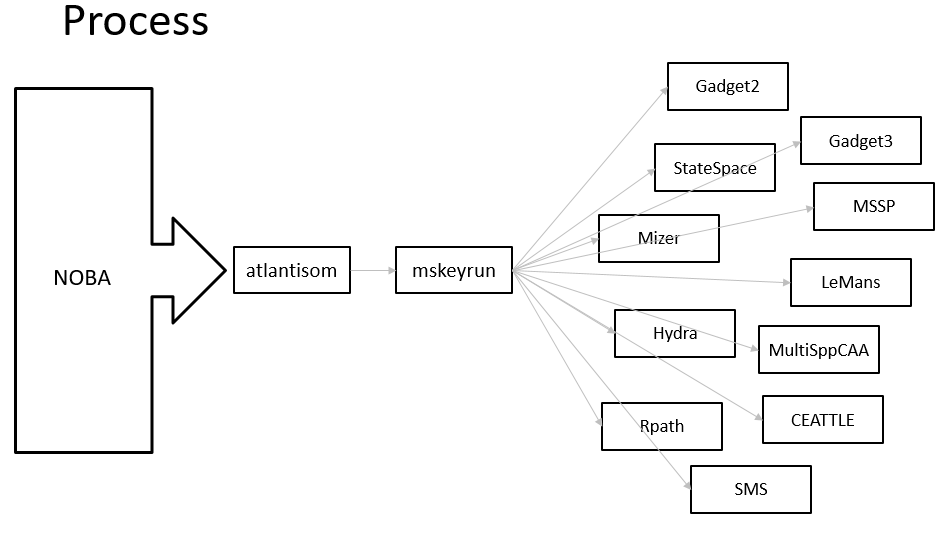 Process
NOBA
atlantisom
mskeyrun
Gadget2
Gadget3
StateSpace
MSSP
Mizer
LeMans
Hydra
MultiSppCAA
CEATTLE
Rpath
SMS